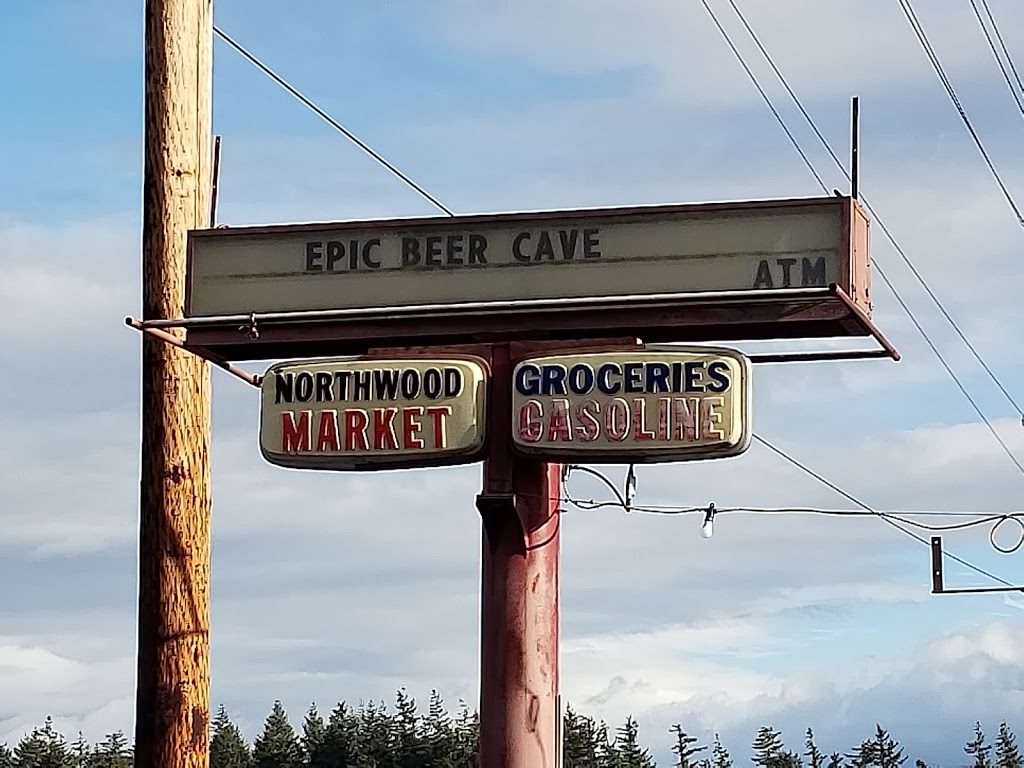 EPIC BEER CAVE
ATM
NORTHWOOD
MARKET
GROCERIES
GASOLINE